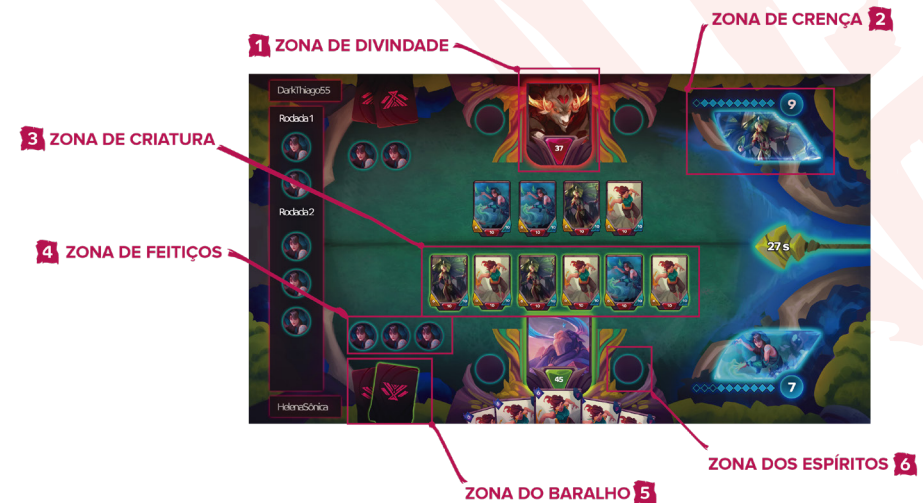 ZONA DE CRENÇA 2
1 ZONA DE DIVINDADE
DarkThiago55
Rodada 1
9
37
3 ZONA DE CRIATURA
Rodada 2
27 s
4 ZONA DE FEITIÇOS
45
7
HelenaSônica
ZONA DOS ESPÍRITOS 6
ZONA DO BARALHO 5